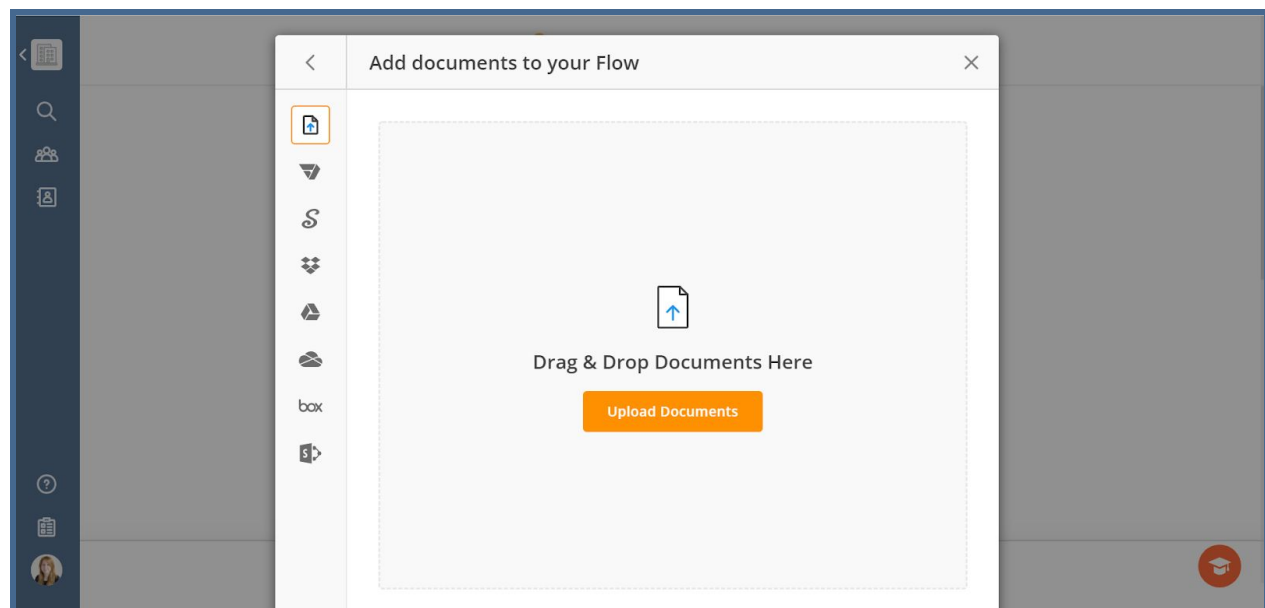 Add documents to your Flow
S
box
S
Drag & Drop Documents Here
Upload Documents